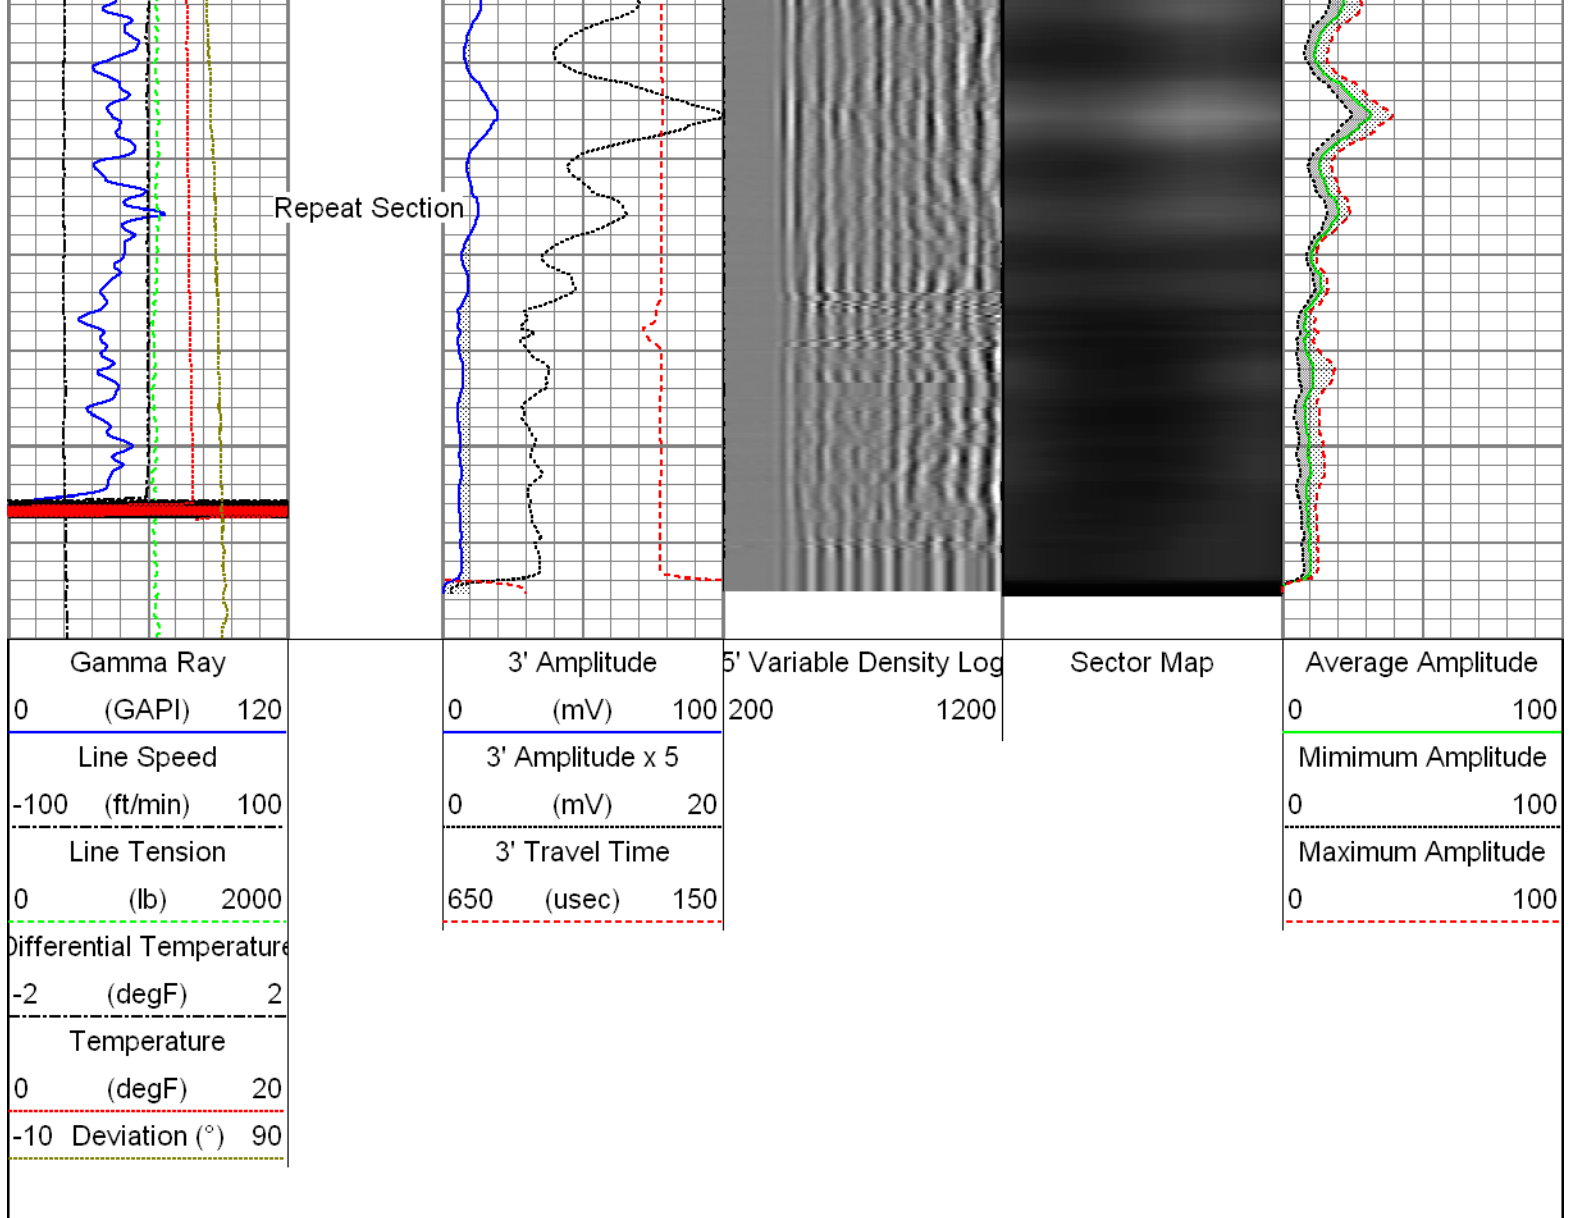 Repeat Section
Gamma Ray
0 (GAPI) 120
Line Speed
-100 (ft/min) 100
Line Tension
0 (lb) 2000
Differential Temperature
-2 (degF) 2
Temperature
0 (degF) 20
-10 Deviation (°) 90
3' Amplitude
0 (mV) 100
3' Amplitude x 5
0 (mV) 20
3' Travel Time
650 (usec) 150
5' Variable Density Log
200 1200
Sector Map
Average Amplitude
0 100
Mimimum Amplitude
0 100
Maximum Amplitude
0 100